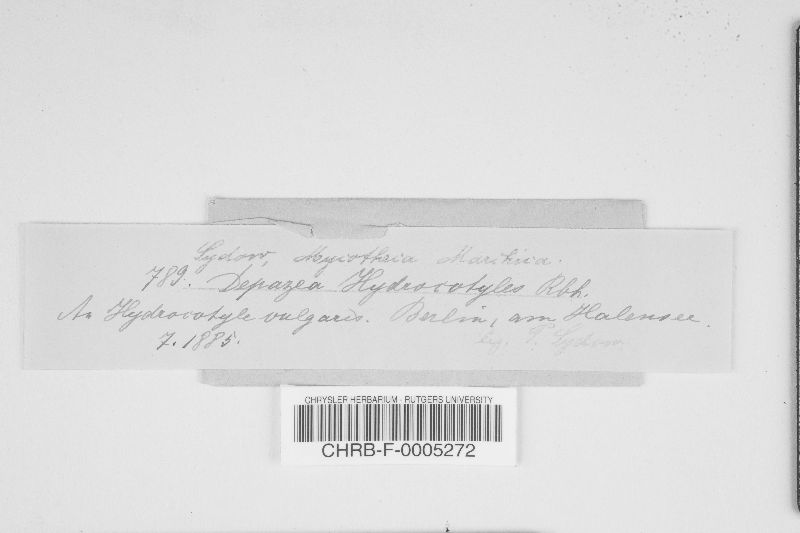 Sydow, Mycotheca Marchica.
789. Depazea Hydrocotyles Rbh.
An Hydrocotyle vulgaris. Berlin, am Halensee.
7. 1885.
leg. P. Sydow
CHRYSLER HERBARIUM - RUTGERS UNIVERSITY
CHRB-F-0005272